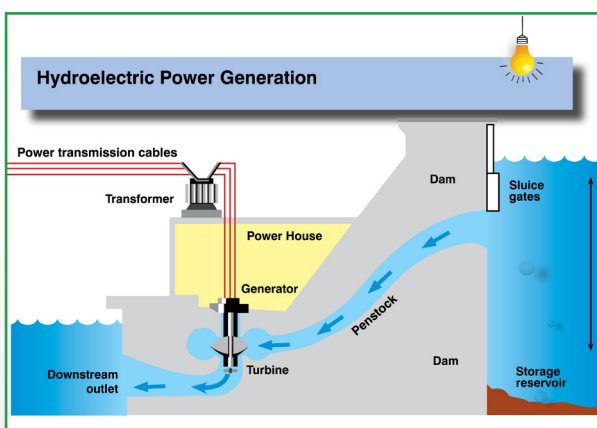 Hydroelectric Power Generation
Power transmission cables
Transformer
Dam
Sluice
gates
Power House
Generator
Penstock
Turbine
Dam
Downstream
outlet
Storage
reservoir